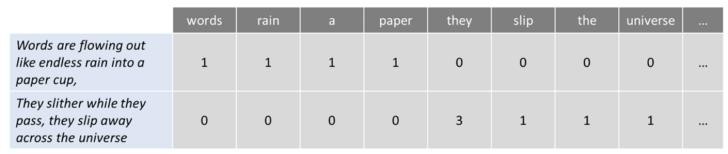 words rain a paper they slip the universe ...
Words are flowing out
like endless rain into a
paper cup,
1 1 1 1 0 0 0 0 ...
They slither while they
pass, they slip away
across the universe
0 0 0 0 3 1 1 1 ...